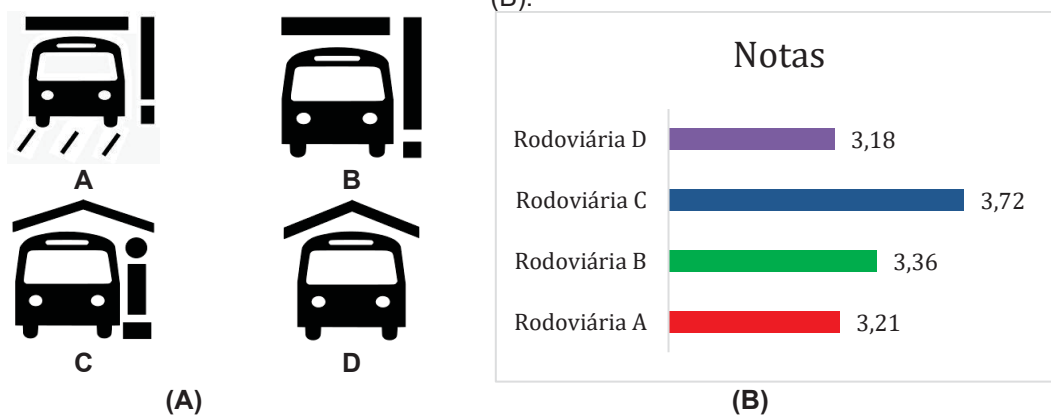 (B).
A
B
C
D
(A)
Notas
Rodoviária D
3,18
Rodoviária C
3,72
Rodoviária B
3,36
Rodoviária A
3,21
(B)